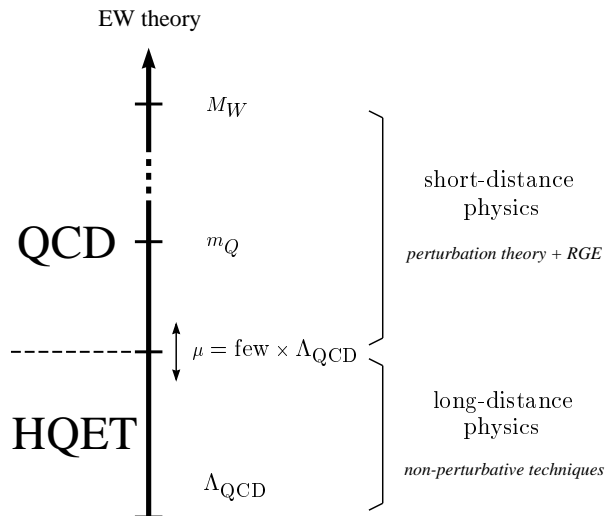 EW theory
M_W
short-distance
physics
perturbation theory + RGE
QCD
m_Q
μ = few × Λ_QCD
HQET
long-distance
physics
non-perturbative techniques
Λ_QCD